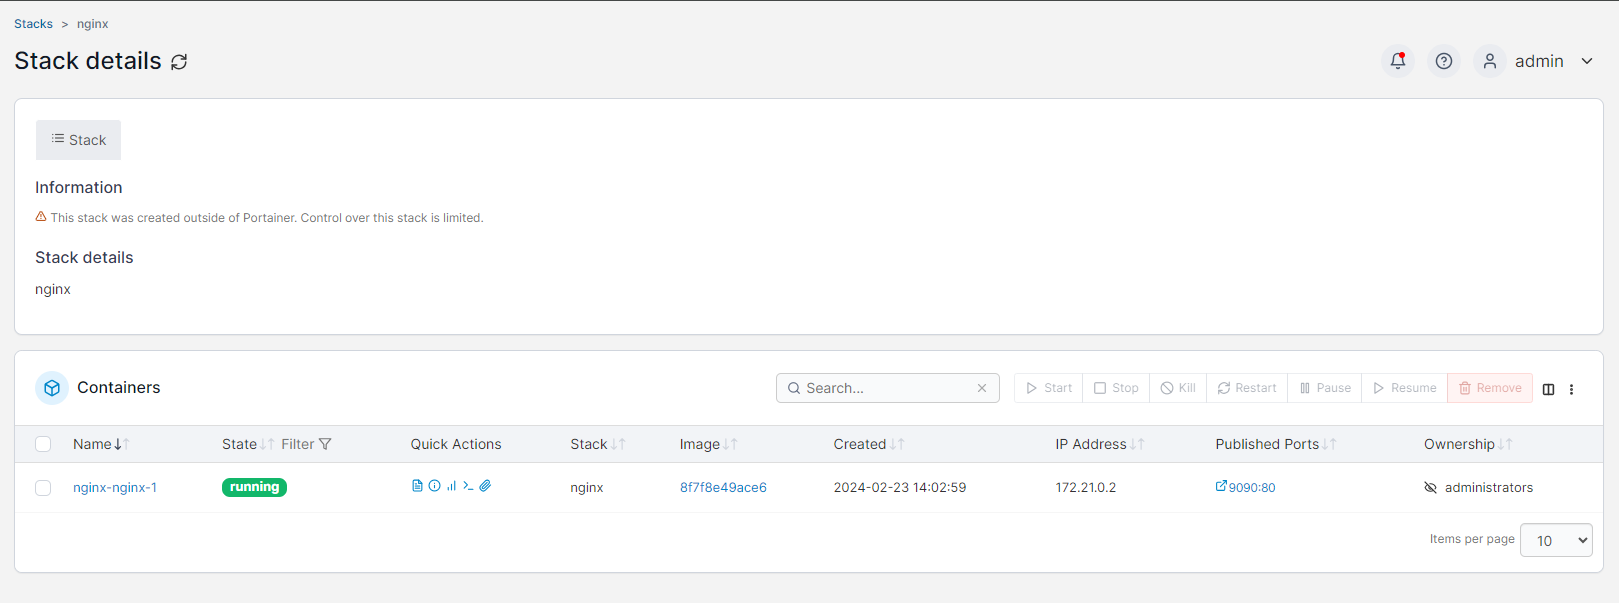 Stacks > nginx
Stack details
admin
Stack
Information
This stack was created outside of Portainer. Control over this stack is limited.
Stack details
nginx
Containers
Search...
Start Stop Kill Restart Pause Resume Remove
Name State Filter Quick Actions Stack Image Created IP Address Published Ports Ownership
nginx-nginx-1 running nginx 8f7f8e49ace6 2024-02-23 14:02:59 172.21.0.2 9090:80 administrators
Items per page 10